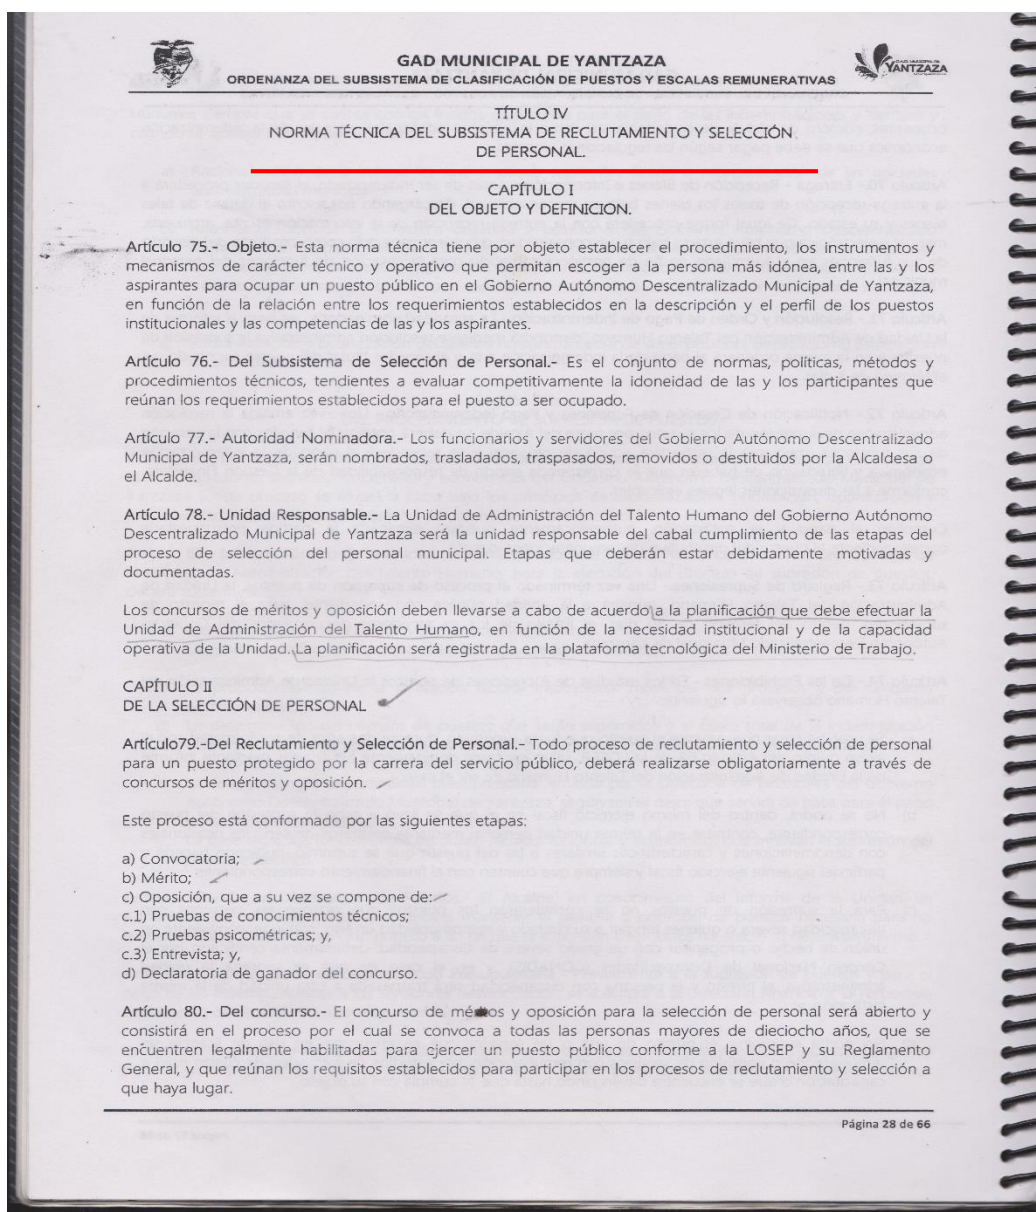 GAD MUNICIPAL DE YANTZAZA
ORDENANZA DEL SUBSISTEMA DE CLASIFICACIÓN DE PUESTOS Y ESCALAS REMUNERATIVAS
YANTZAZA
TÍTULO IV
NORMA TÉCNICA DEL SUBSISTEMA DE RECLUTAMIENTO Y SELECCIÓN
DE PERSONAL.
CAPÍTULO I
DEL OBJETO Y DEFINICION.
Artículo 75.- Objeto.- Esta norma técnica tiene por objeto establecer el procedimiento, los instrumentos y
mecanismos de carácter técnico y operativo que permitan escoger a la persona más idónea, entre las y los
aspirantes para ocupar un puesto público en el Gobierno Autónomo Descentralizado Municipal de Yantzaza,
en función de la relación entre los requerimientos establecidos en la descripción y el perfil de los puestos
institucionales y las competencias de las y los aspirantes.
Artículo 76.- Del Subsistema de Selección de Personal.- Es el conjunto de normas, políticas, métodos y
procedimientos técnicos, tendientes a evaluar competitivamente la idoneidad de las y los participantes que
reúnan los requerimientos establecidos para el puesto a ser ocupado.
Artículo 77.- Autoridad Nominadora.- Los funcionarios y servidores del Gobierno Autónomo Descentralizado
Municipal de Yantzaza, serán nombrados, trasladados, traspasados, removidos o destituidos por la Alcaldesa o
el Alcalde.
Artículo 78.- Unidad Responsable.- La Unidad de Administración del Talento Humano del Gobierno Autónomo
Descentralizado Municipal de Yantzaza será la unidad responsable del cabal cumplimiento de las etapas del
proceso de selección del personal municipal. Etapas que deberán estar debidamente motivadas y
documentadas.
Los concursos de méritos y oposición deben llevarse a cabo de acuerdo a la planificación que debe efectuar la
Unidad de Administración del Talento Humano, en función de la necesidad institucional y de la capacidad
operativa de la Unidad. La planificación será registrada en la plataforma tecnológica del Ministerio de Trabajo.
CAPÍTULO II
DE LA SELECCIÓN DE PERSONAL
Artículo79.-Del Reclutamiento y Selección de Personal.- Todo proceso de reclutamiento y selección de personal
para un puesto protegido por la carrera del servicio público, deberá realizarse obligatoriamente a través de
concursos de méritos y oposición.
Este proceso está conformado por las siguientes etapas:
a) Convocatoria;
b) Mérito;
c) Oposición, que a su vez se compone de:
c.1) Pruebas de conocimientos técnicos;
c.2) Pruebas psicométricas; y,
c.3) Entrevista; y,
d) Declaratoria de ganador del concurso.
Artículo 80.- Del concurso.- El concurso de méritos y oposición para la selección de personal será abierto y
consistirá en el proceso por el cual se convoca a todas las personas mayores de dieciocho años, que se
encuentren legalmente habilitadas para ejercer un puesto público conforme a la LOSEP y su Reglamento
General, y que reúnan los requisitos establecidos para participar en los procesos de reclutamiento y selección a
que haya lugar.
Página 28 de 66